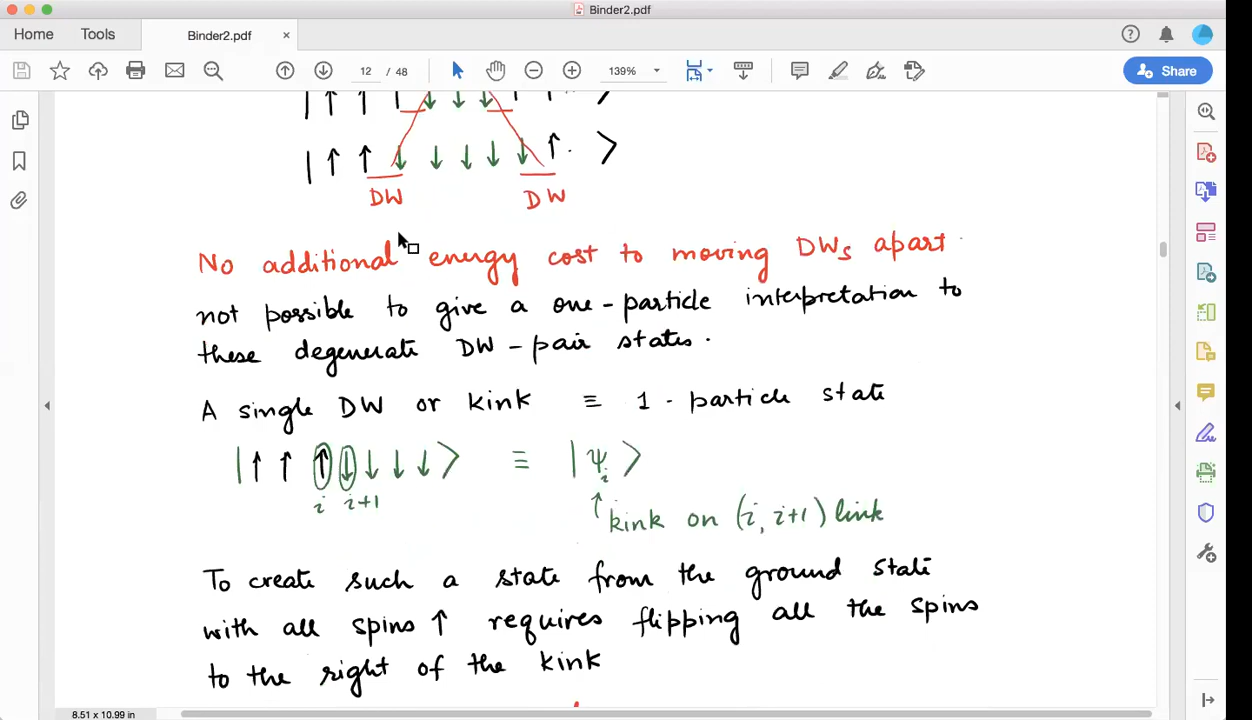 Binder2.pdf
Home Tools Binder2.pdf ×
12 / 48 139% Share
| ↑ ↑ ↑ ↑ ↓ ↓ ↓ ↑ ↑ .. >
| ↑ ↑ ↓ ↓ ↓ ↓ ↓ ↑ . >
DW DW
No additional energy cost to moving DWs apart
not possible to give a one-particle interpretation to
these degenerate DW-pair states.
A single DW or kink ≡ 1-particle state
| ↑ ↑ ↑ ↓ ↓ ↓ ↓ > ≡ | ψi >
i i+1
↑ kink on (i, i+1) link
To create such a state from the ground state
with all spins ↑ requires flipping all the spins
to the right of the kink
8.51 x 10.99 in